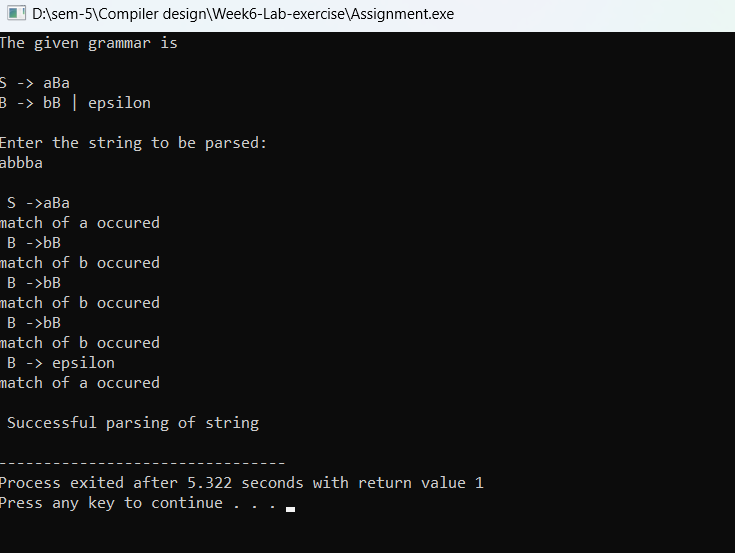 D:\sem-5\Compiler design\Week6-Lab-exercise\Assignment.exe
The given grammar is
S -> aBa
B -> bB | epsilon
Enter the string to be parsed:
abbba
S ->aBa
match of a occured
B ->bB
match of b occured
B ->bB
match of b occured
B ->bB
match of b occured
B -> epsilon
match of a occured
Successful parsing of string
--------------------------------
Process exited after 5.322 seconds with return value 1
Press any key to continue . . .